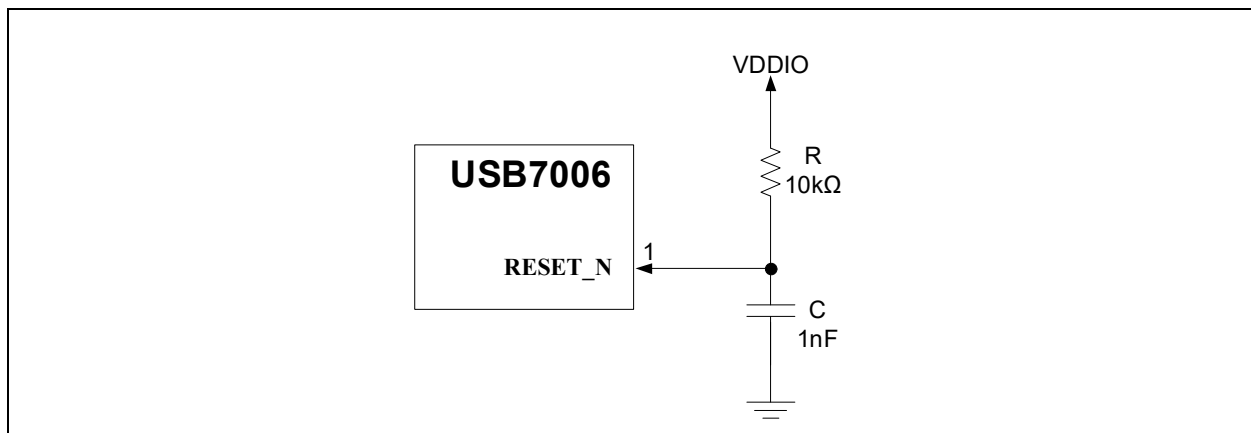 VDDIO
R
10kΩ
USB7006
RESET_N
1
C
1nF